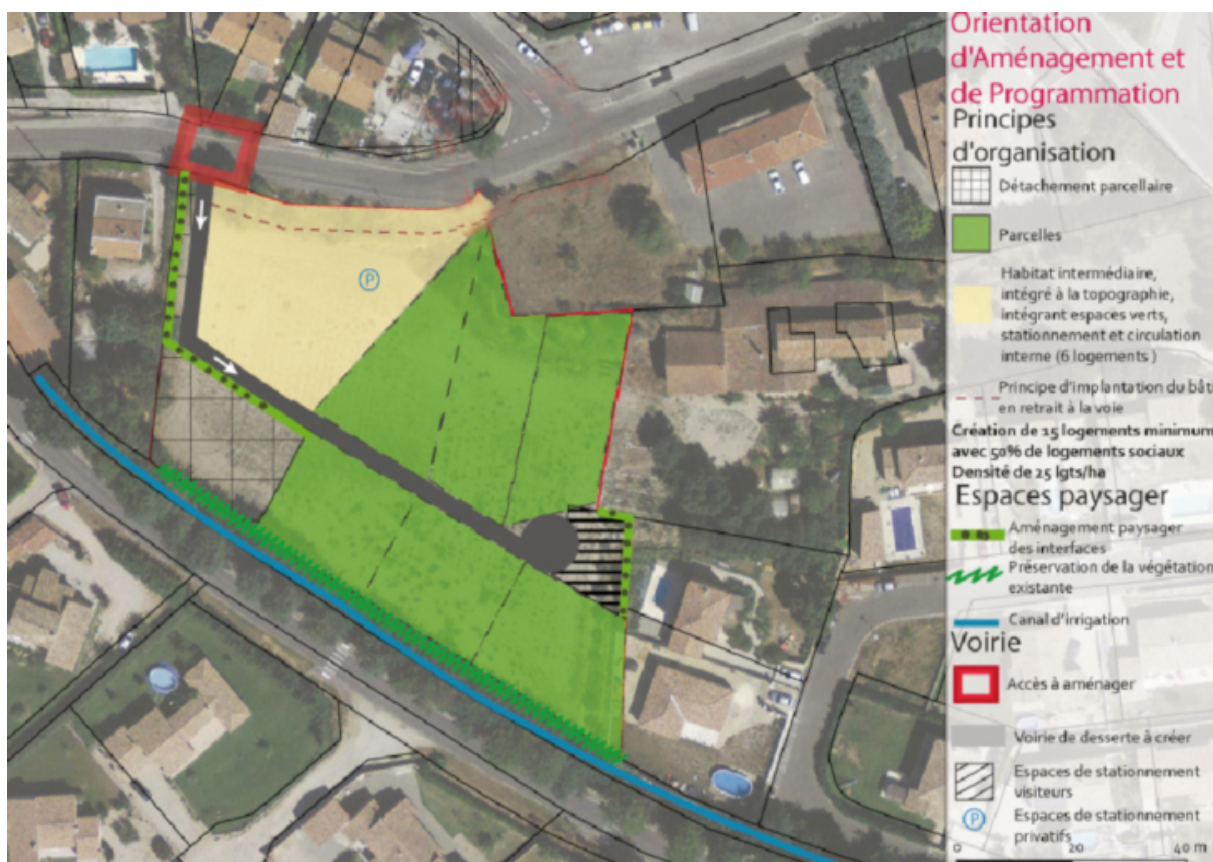 Orientation
d'Aménagement et
de Programmation
Principes
d'organisation
Détachement parcellaire
Parcelles
Habitat intermédiaire,
intégré à la topographie,
intégrant espaces verts,
stationnement et circulation
interne (6 logements )
Principe d'implantation du bâti
en retrait à la voie
Création de 15 logements minimum
avec 50% de logements sociaux
Densité de 25 lgts/ha
Espaces paysager
Aménagement paysager
des interfaces
Préservation de la végétation
existante
Canal d'irrigation
Voirie
Accès à aménager
Voirie de desserte à créer
Espaces de stationnement
visiteurs
P
Espaces de stationnement
privatifs
0 20 40 m
P